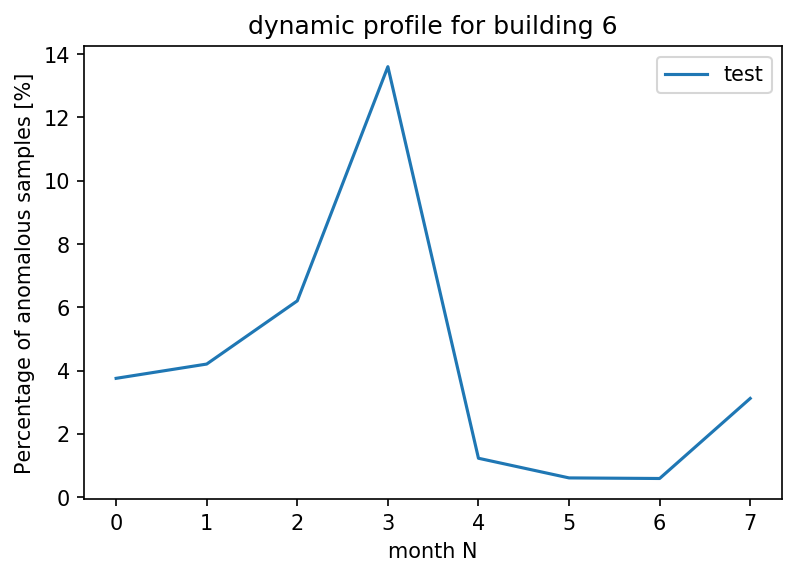 dynamic profile for building 6
test
Percentage of anomalous samples [%]
14
12
10
8
6
4
2
0
0 1 2 3 4 5 6 7
month N